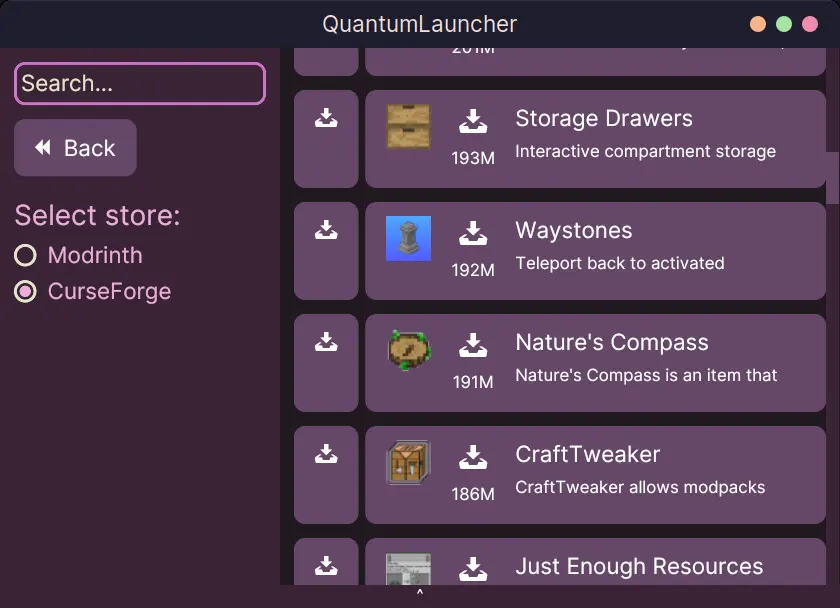 QuantumLauncher
Search...
Back
Select store:
Modrinth
CurseForge
Storage Drawers
193M
Interactive compartment storage
Waystones
192M
Teleport back to activated
Nature's Compass
191M
Nature's Compass is an item that
CraftTweaker
186M
CraftTweaker allows modpacks
Just Enough Resources